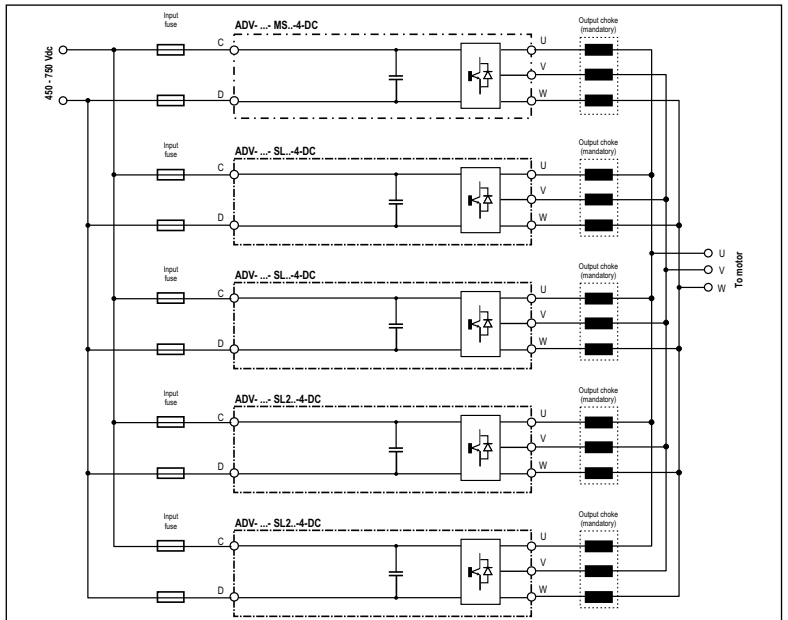 450 - 750 Vdc
Input
fuse
ADV- ...- MS..-4-DC
C
D
U
V
W
Output choke
(mandatory)
Input
fuse
ADV- ...- SL..-4-DC
C
D
U
V
W
Output choke
(mandatory)
Input
fuse
ADV- ...- SL..-4-DC
C
D
U
V
W
Output choke
(mandatory)
Input
fuse
ADV- ...- SL2..-4-DC
C
D
U
V
W
Output choke
(mandatory)
Input
fuse
ADV- ...- SL2..-4-DC
C
D
U
V
W
Output choke
(mandatory)
U
V
W
To motor